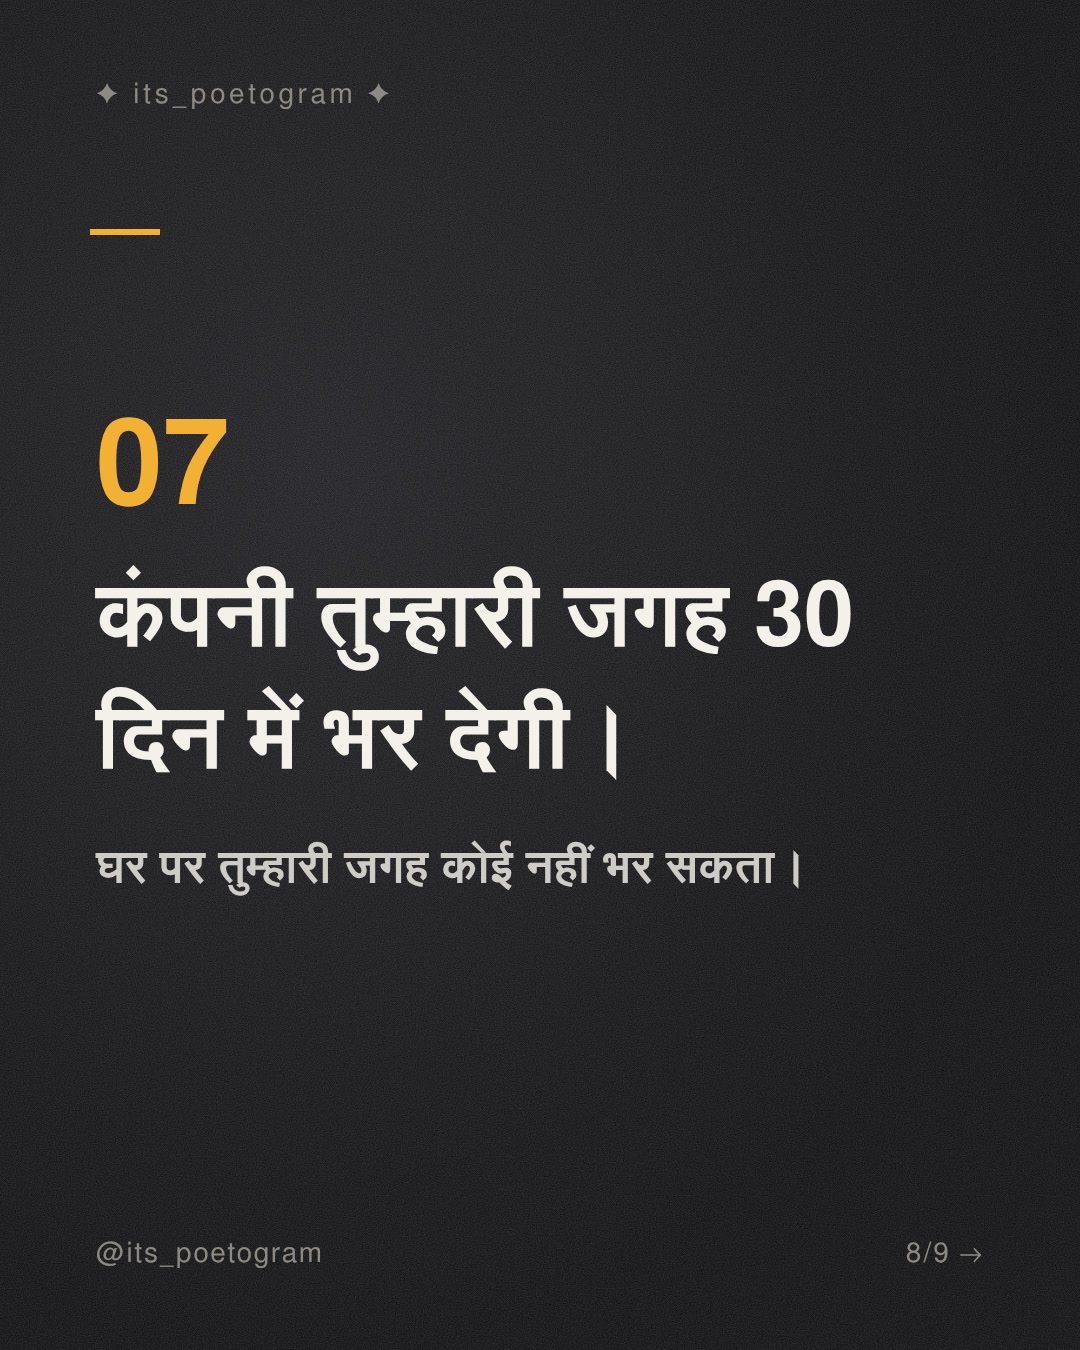 ✦ its_poetogram ✦
07
कंपनी तुम्हारी जगह 30
दिन में भर देगी।
घर पर तुम्हारी जगह कोई नहीं भर सकता।
@its_poetogram
8/9 →